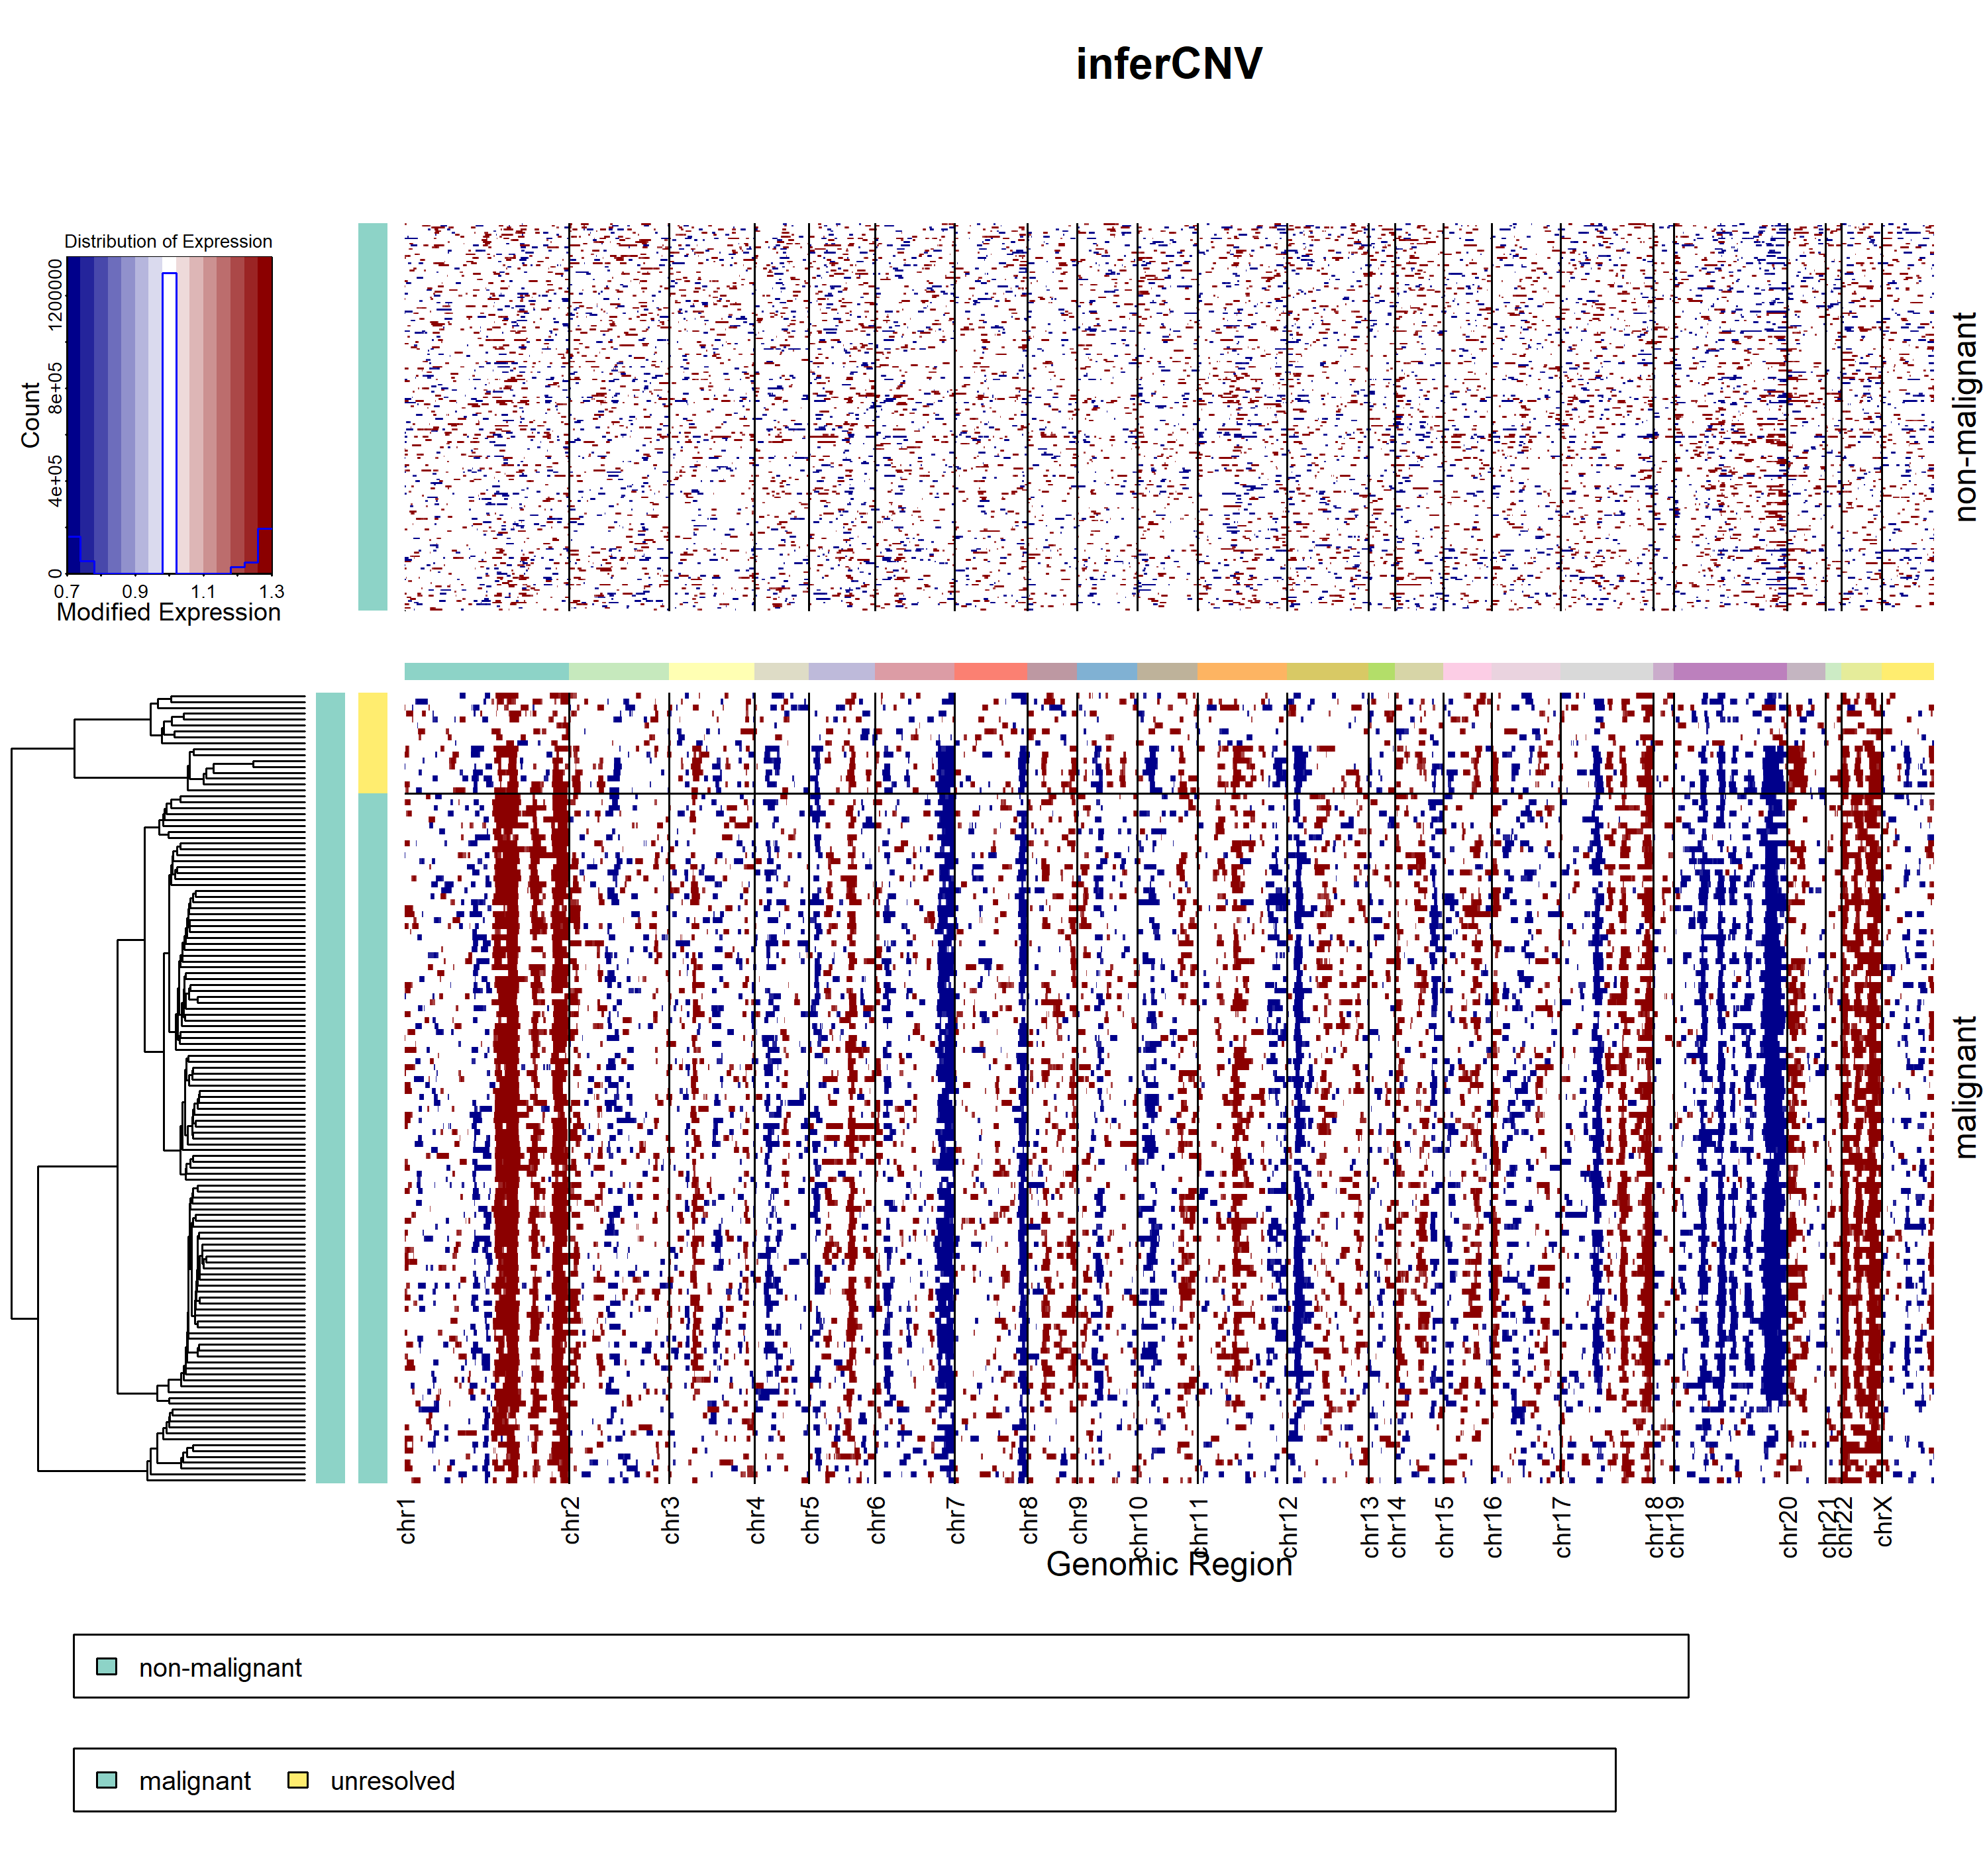 inferCNV
Distribution of Expression
Count
0 4e+05 8e+05 1200000
0.7 0.9 1.1 1.3
Modified Expression
non-malignant
malignant
chr1 chr2 chr3 chr4 chr5 chr6 chr7 chr8 chr9 chr10 chr11 chr12 chr13 chr14 chr15 chr16 chr17 chr18 chr19 chr20 chr21 chr22 chrX
Genomic Region
non-malignant
malignant unresolved